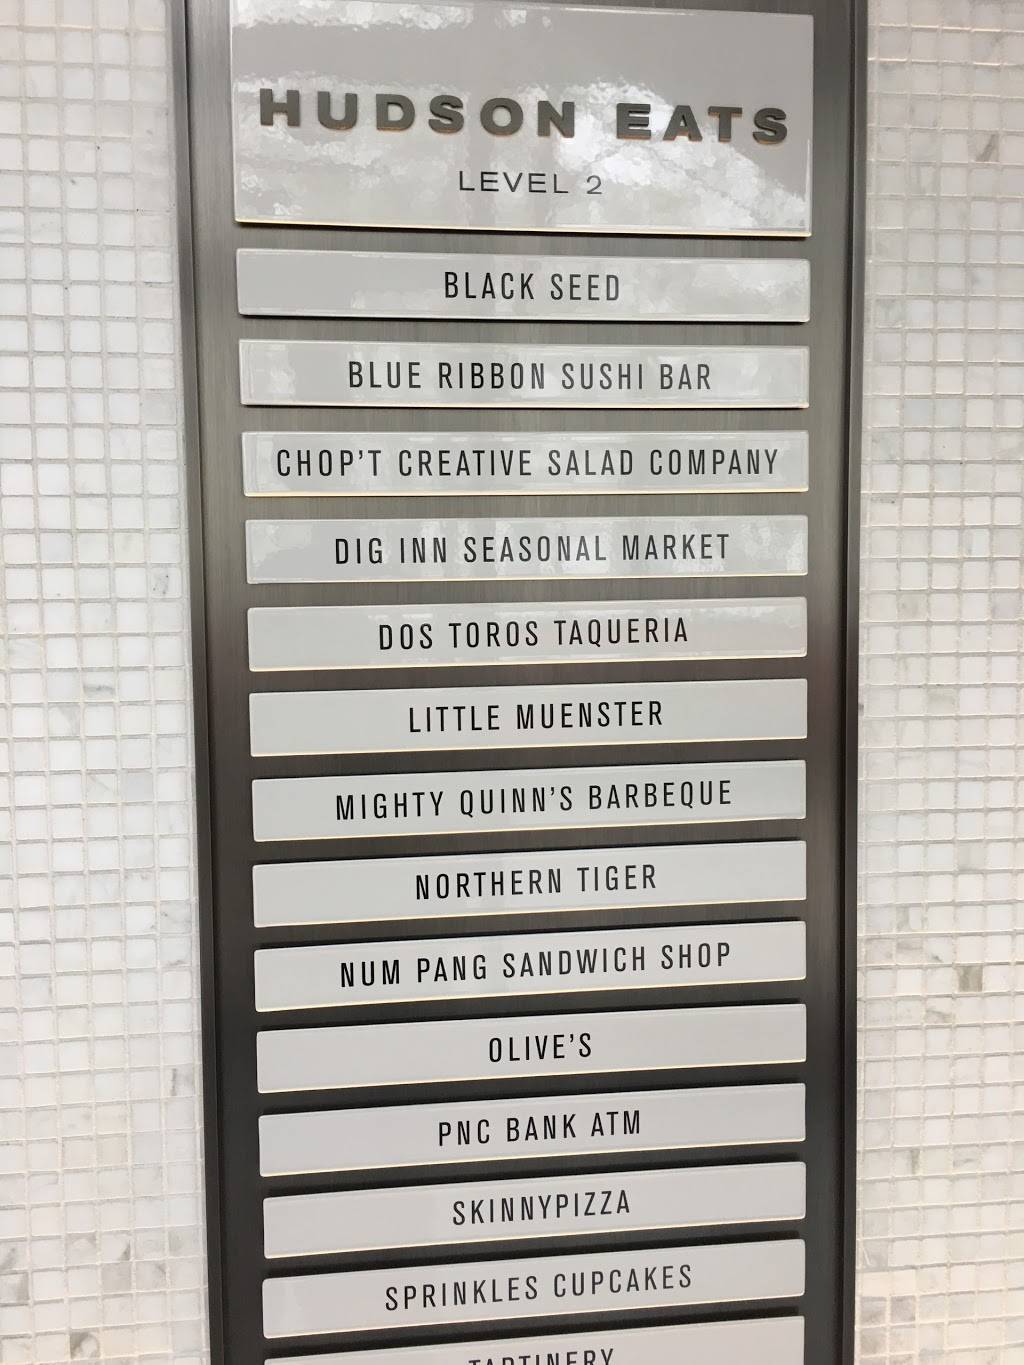 HUDSON EATS
LEVEL 2
BLACK SEED
BLUE RIBBON SUSHI BAR
CHOP'T CREATIVE SALAD COMPANY
DIG INN SEASONAL MARKET
DOS TOROS TAQUERIA
LITTLE MUENSTER
MIGHTY QUINN'S BARBEQUE
NORTHERN TIGER
NUM PANG SANDWICH SHOP
OLIVE'S
PNC BANK ATM
SKINNYPIZZA
SPRINKLES CUPCAKES
TARTINERY